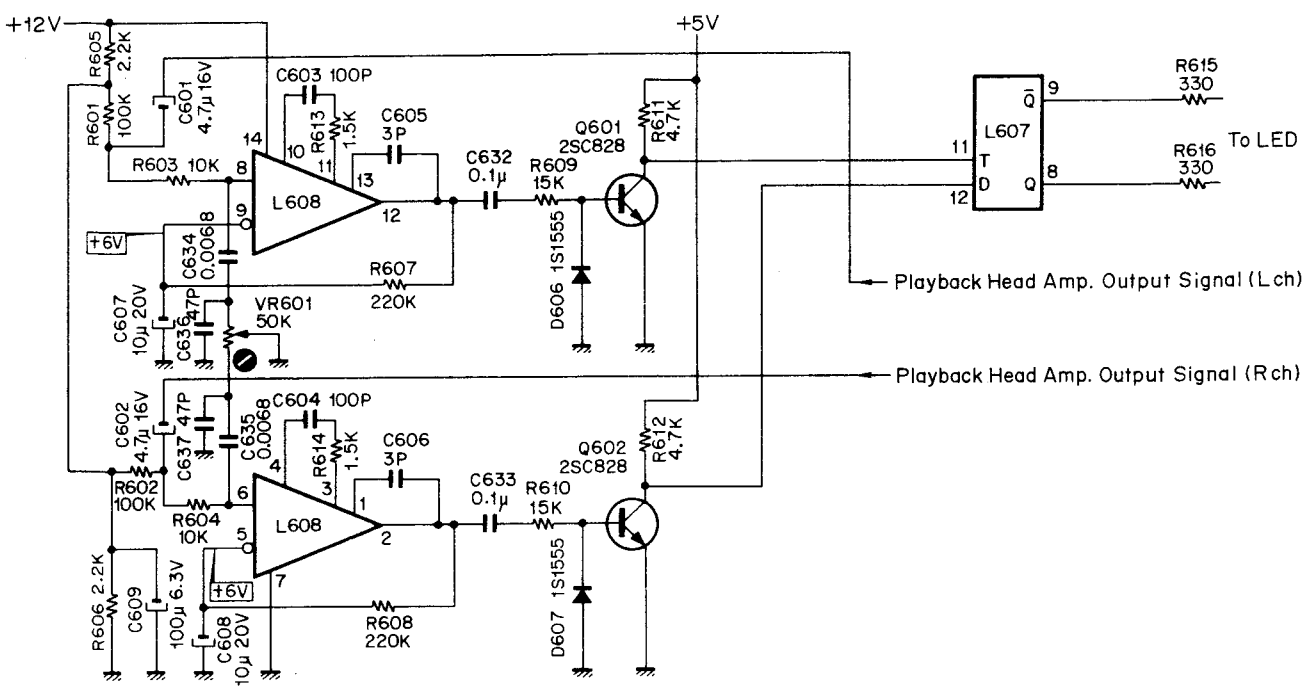 +12V
+5V
R605
2.2K
C601
4.7µ 16V
C603 100P
R601
100K
R613
1.5K
C605
3P
R611
4.7K
R615
330
Q̅
9
L607
To LED
Q601
2SC828
14
10
11
13
R603 10K
8
L608
12
9
C632
0.1µ
R609
15K
11
T
D
12
Q
8
R616
330
+6V
C634
0.0068
R607
220K
D606 1S1555
Playback Head Amp. Output Signal (Lch)
C607
10µ 20V
C636
47P
VR601
50K
Playback Head Amp. Output Signal (Rch)
C602
4.7µ 16V
C637 47P
C635
0.0068
C604 100P
R614
1.5K
C606
3P
R612
4.7K
Q602
2SC828
R602
100K
R604
10K
4
3
1
6
L608
2
5
7
C633
0.1µ
R610
15K
+6V
R606 2.2K
C609
100µ 6.3V
C608
10µ 20V
R608
220K
D607 1S1555